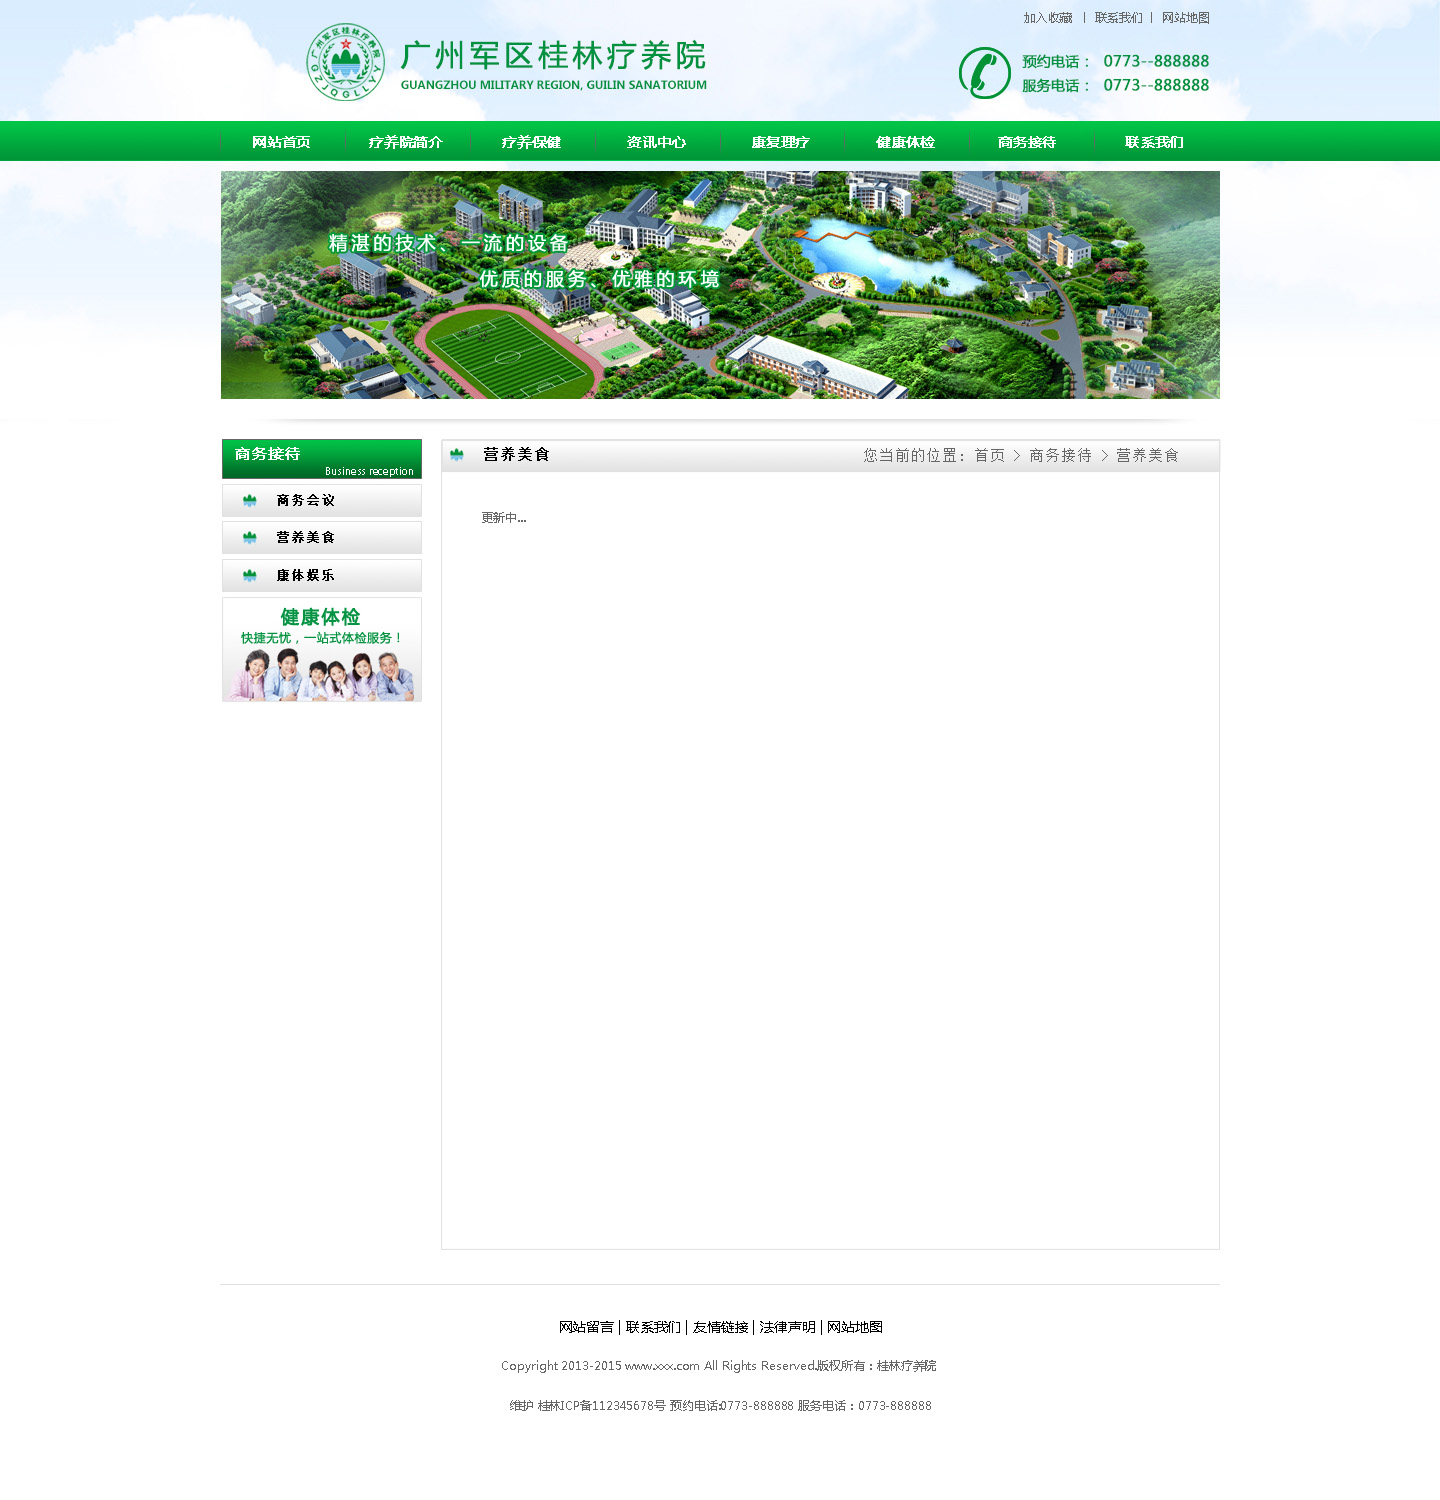 加入收藏 | 联系我们 | 网站地图
广州军区桂林疗养院
GZJQGLLYY
广州军区桂林疗养院
GUANGZHOU MILITARY REGION, GUILIN SANATORIUM
预约电话： 0773--888888
服务电话： 0773--888888
网站首页 疗养院简介 疗养保健 资讯中心 康复理疗 健康体检 商务接待 联系我们
精湛的技术、一流的设备
优质的服务、优雅的环境
商务接待
Business reception
商务会议
营养美食
康体娱乐
健康体检
快捷无忧，一站式体检服务！
营养美食
您当前的位置：首页 > 商务接待 > 营养美食
更新中...
网站留言 | 联系我们 | 友情链接 | 法律声明 | 网站地图
Copyright 2013-2015 www.xxx.com All Rights Reserved.版权所有：桂林疗养院
维护 桂林ICP备112345678号 预约电话:0773-888888 服务电话：0773-888888